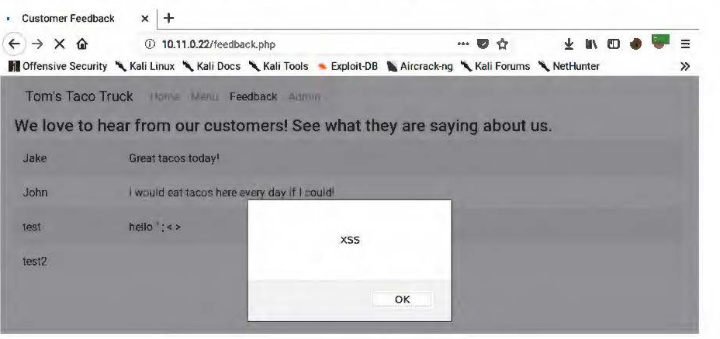 Customer Feedback × +
10.11.0.22/feedback.php
Offensive Security Kali Linux Kali Docs Kali Tools Exploit-DB Aircrack-ng Kali Forums NetHunter »
Tom's Taco Truck Home Menu Feedback Admin
We love to hear from our customers! See what they are saying about us.
Jake Great tacos today!
John I would eat tacos here every day if I could!
test hello
test2
XSS
OK